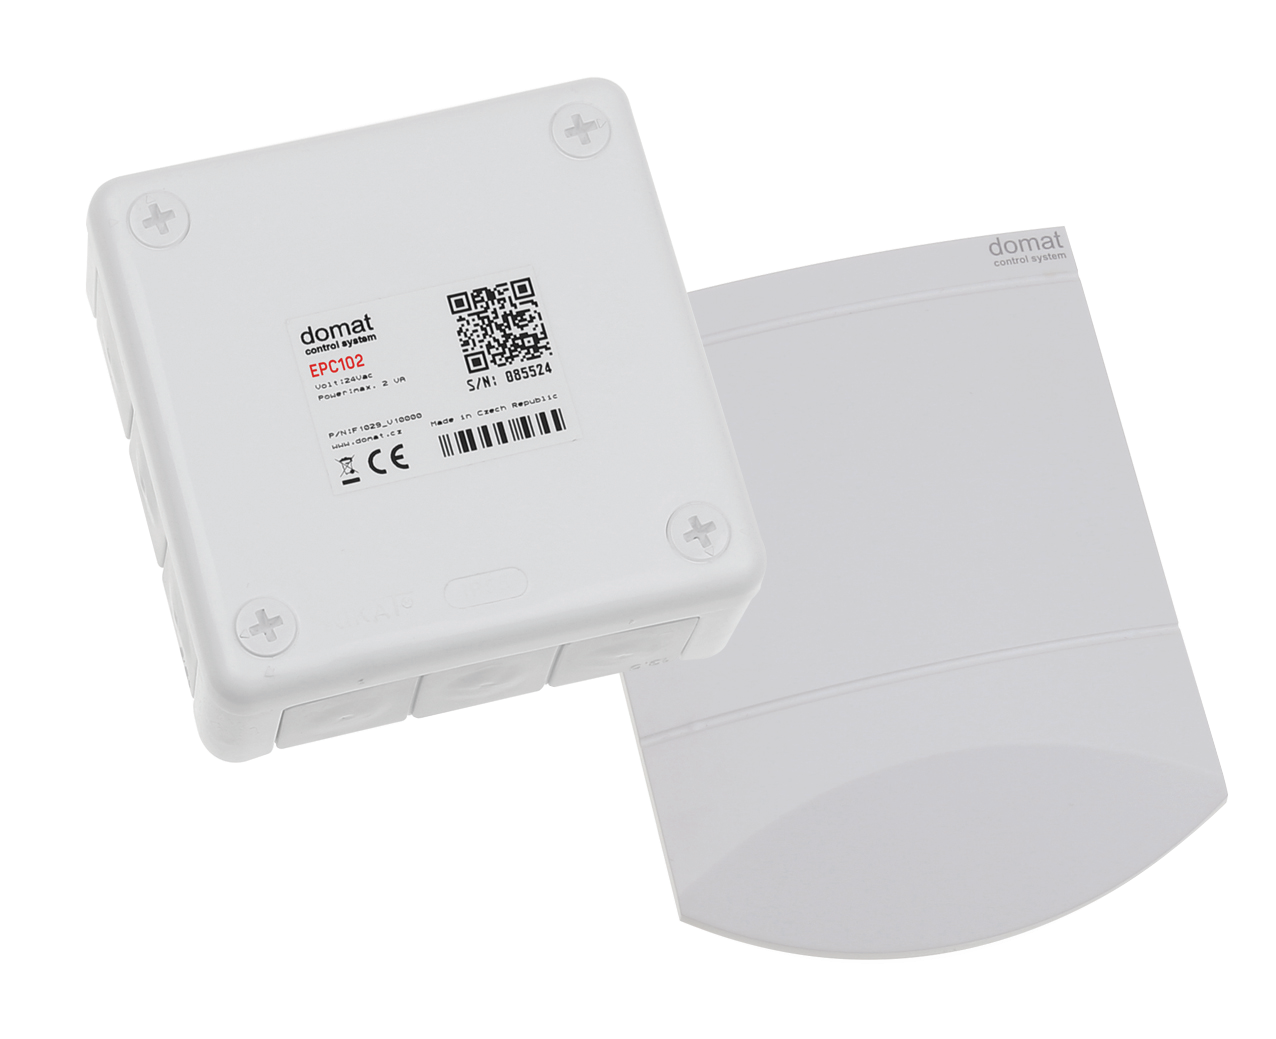 domat
control system
EPC102
Volt:24Vac
Power:max. 2 VA
S/N: 085524
P/N:F1029_V10000
Made in Czech Republic
www.domat.cz
CE
domat
control system